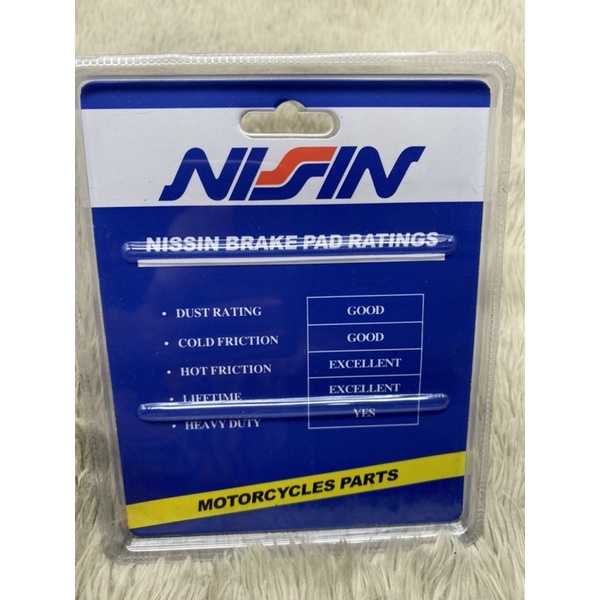 NISSIN
NISSIN BRAKE PAD RATINGS
• DUST RATING GOOD
• COLD FRICTION GOOD
• HOT FRICTION EXCELLENT
• LIFETIME EXCELLENT
• HEAVY DUTY YES
MOTORCYCLES PARTS